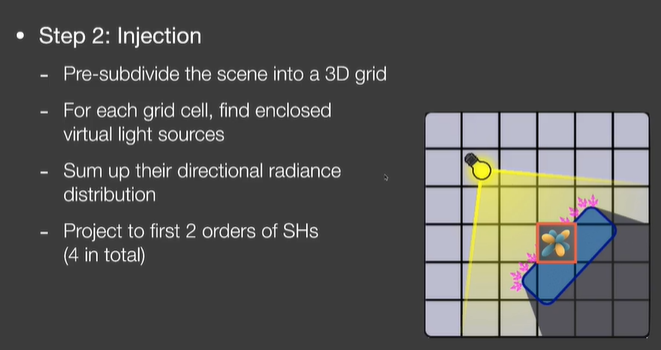 • Step 2: Injection
- Pre-subdivide the scene into a 3D grid
- For each grid cell, find enclosed
virtual light sources
- Sum up their directional radiance
distribution
- Project to first 2 orders of SHs
(4 in total)